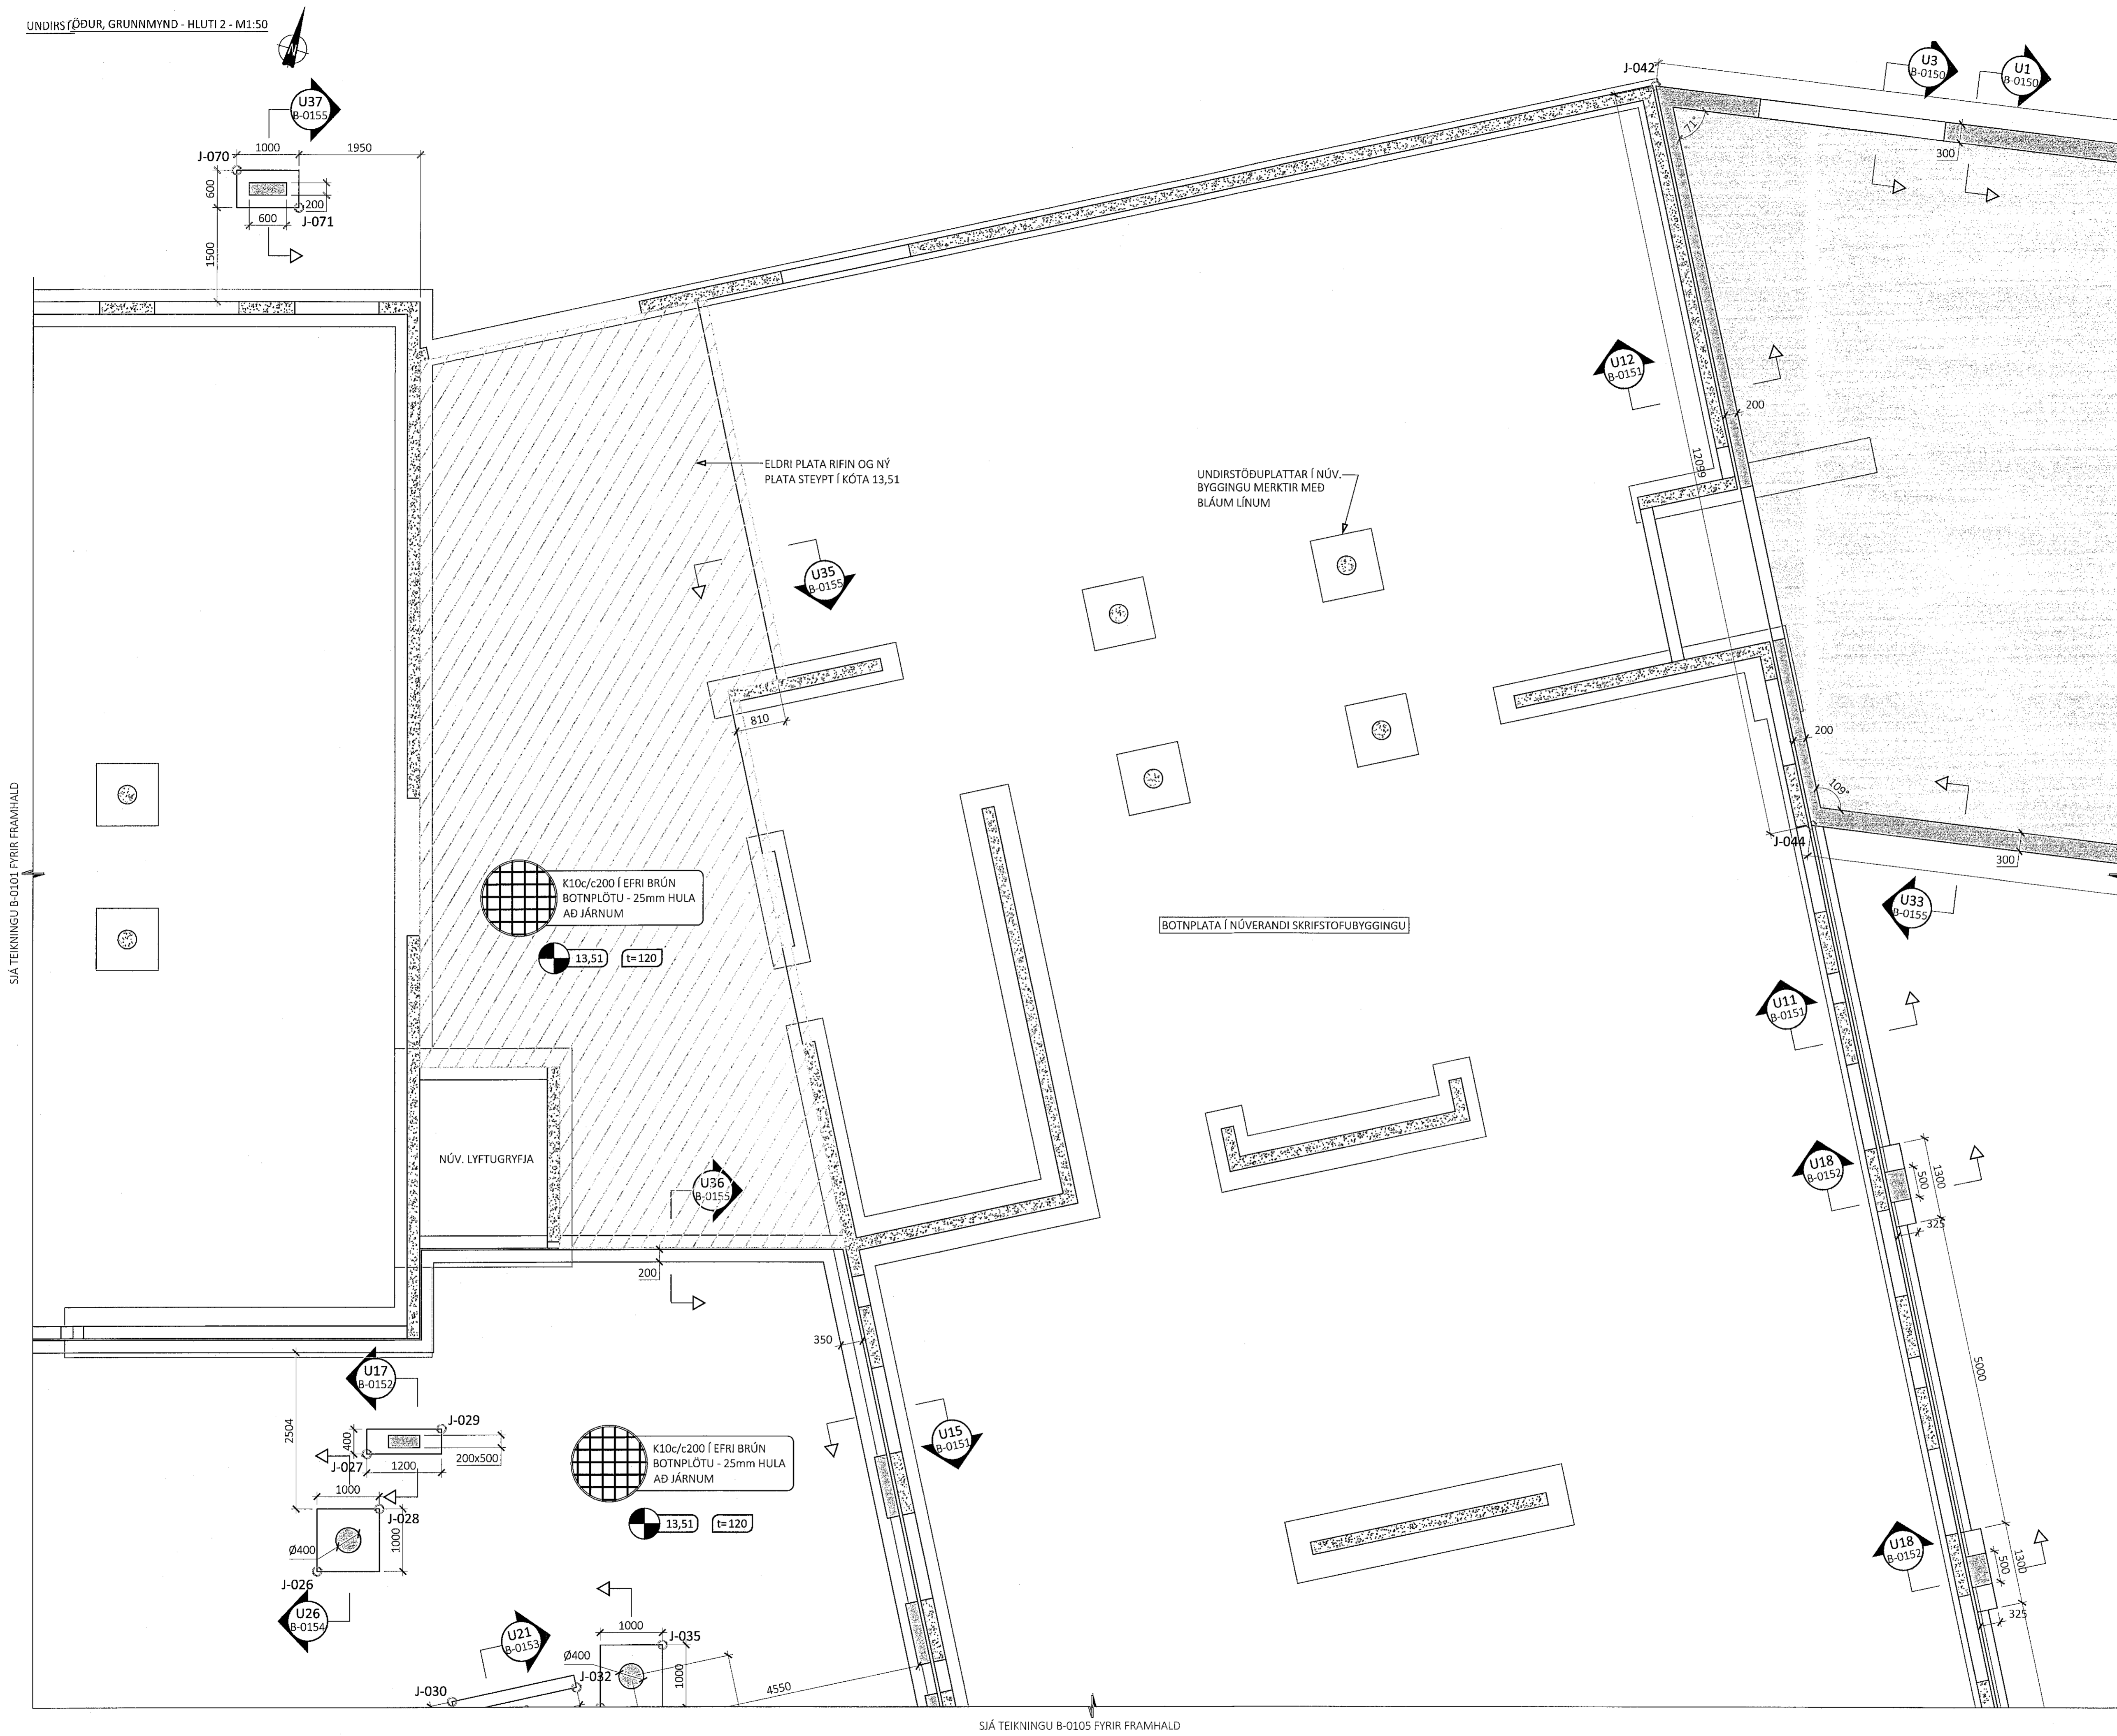 UNDIRSTÖÐUR, GRUNNMYND - HLUTI 2 - M1:50
J-042
U3
B-0150
U1
B-0150
U37
B-0155
71°
300
J-070
1000
1950
600
200
600
J-071
1500
U12
B-0151
200
12099
ELDRI PLATA RIFIN OG NÝ
PLATA STEYPT Í KÓTA 13,51
UNDIRSTÖÐUPLATTAR Í NÚV.
BYGGINGU MERKTIR MEÐ
BLÁUM LÍNUM
U35
B-0155
810
200
109°
J-044
300
SJÁ TEIKNINGU B-0101 FYRIR FRAMHALD
K10c/c200 Í EFRI BRÚN
BOTNPLÖTU - 25mm HULA
AÐ JÁRNUM
13,51
t=120
BOTNPLATA Í NÚVERANDI SKRIFSTOFUBYGGINGU
U33
B-0155
U11
B-0151
NÚV. LYFTUGRYFJA
U36
B-0155
U18
B-0152
500
1300
325
200
350
5000
U17
B-0152
2504
J-029
400
J-027
1200
200x500
1000
J-028
Ø400
1000
J-026
U26
B-0154
K10c/c200 Í EFRI BRÚN
BOTNPLÖTU - 25mm HULA
AÐ JÁRNUM
13,51
t=120
U15
B-0151
U18
B-0152
500
1300
325
U21
B-0153
1000
J-035
Ø400
J-032
1000
J-030
4550
SJÁ TEIKNINGU B-0105 FYRIR FRAMHALD